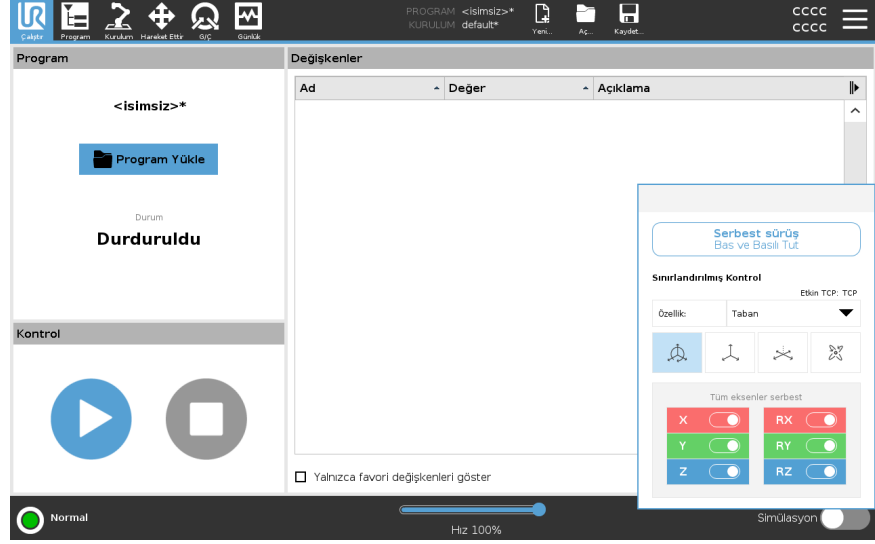 UR
Çalıştır
Program
Kurulum
Hareket Ettir
G/Ç
Günlük
PROGRAM <isimsiz>*
KURULUM default*
Yeni...
Aç...
Kaydet...
CCCC
CCCC
Program
<isimsiz>*
Program Yükle
Durum
Durduruldu
Kontrol
Değişkenler
Ad
Değer
Açıklama
Yalnızca favori değişkenleri göster
Serbest sürüş
Bas ve Basılı Tut
Sınırlandırılmış Kontrol
Etkin TCP: TCP
Özellik:
Taban
Tüm eksenler serbest
X RX
Y RY
Z RZ
Normal
Hız 100%
Simülasyon